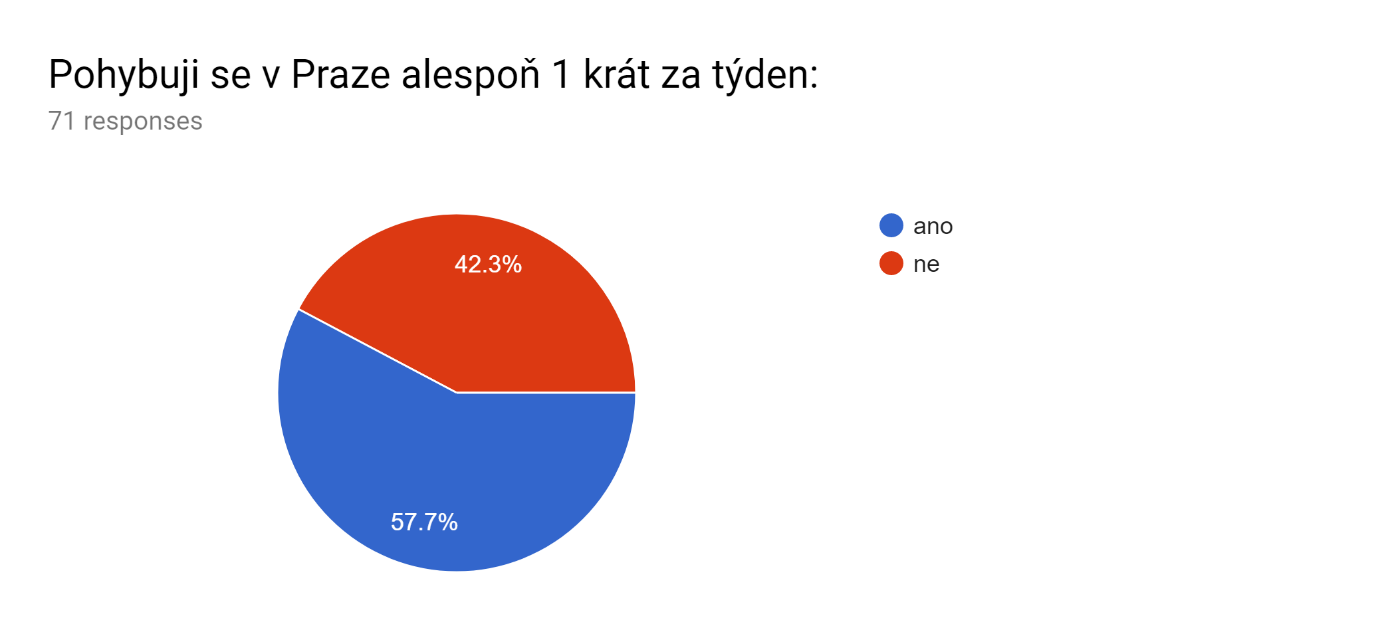 Pohybuji se v Praze alespoň 1 krát za týden:
71 responses
ano
ne
42.3%
57.7%